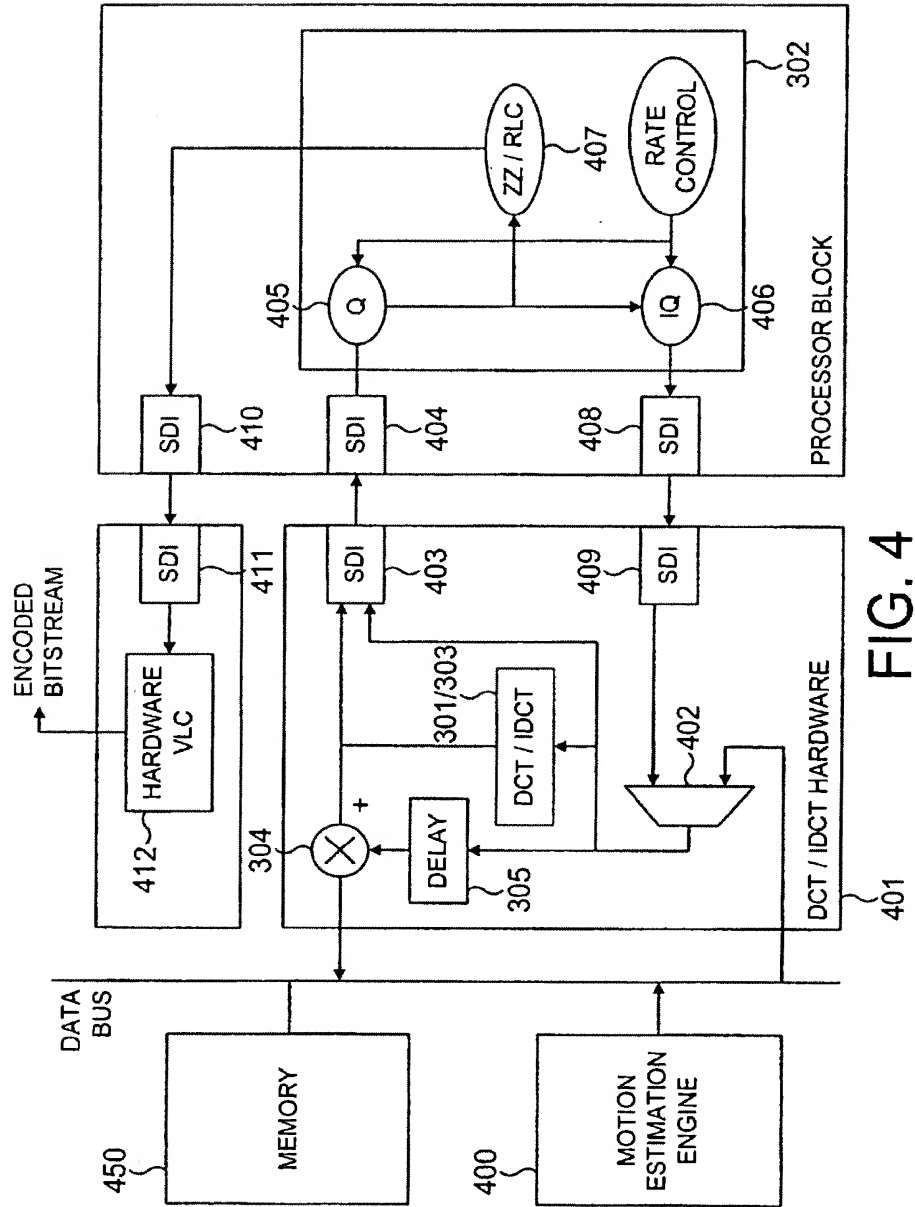 ENCODED
BITSTREAM
DATA
BUS
450
MEMORY
400
MOTION
ESTIMATION
ENGINE
412
HARDWARE
VLC
SDI
411
SDI
410
304
+
DELAY
305
301/303
DCT / IDCT
402
SDI
403
SDI
409
DCT / IDCT HARDWARE
401
SDI
404
SDI
408
405
Q
IQ
406
ZZ / RLC
407
RATE
CONTROL
302
PROCESSOR BLOCK
FIG. 4